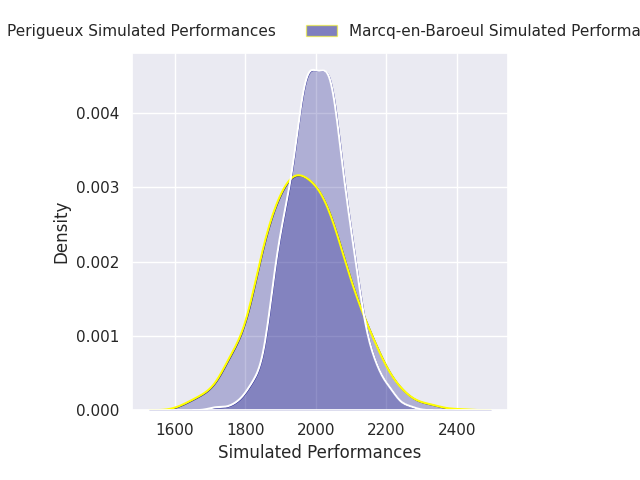 Perigueux Simulated Performances
Marcq-en-Baroeul Simulated Performa
0.004
0.003
0.002
0.001
0.000
Density
1600 1800 2000 2200 2400
Simulated Performances